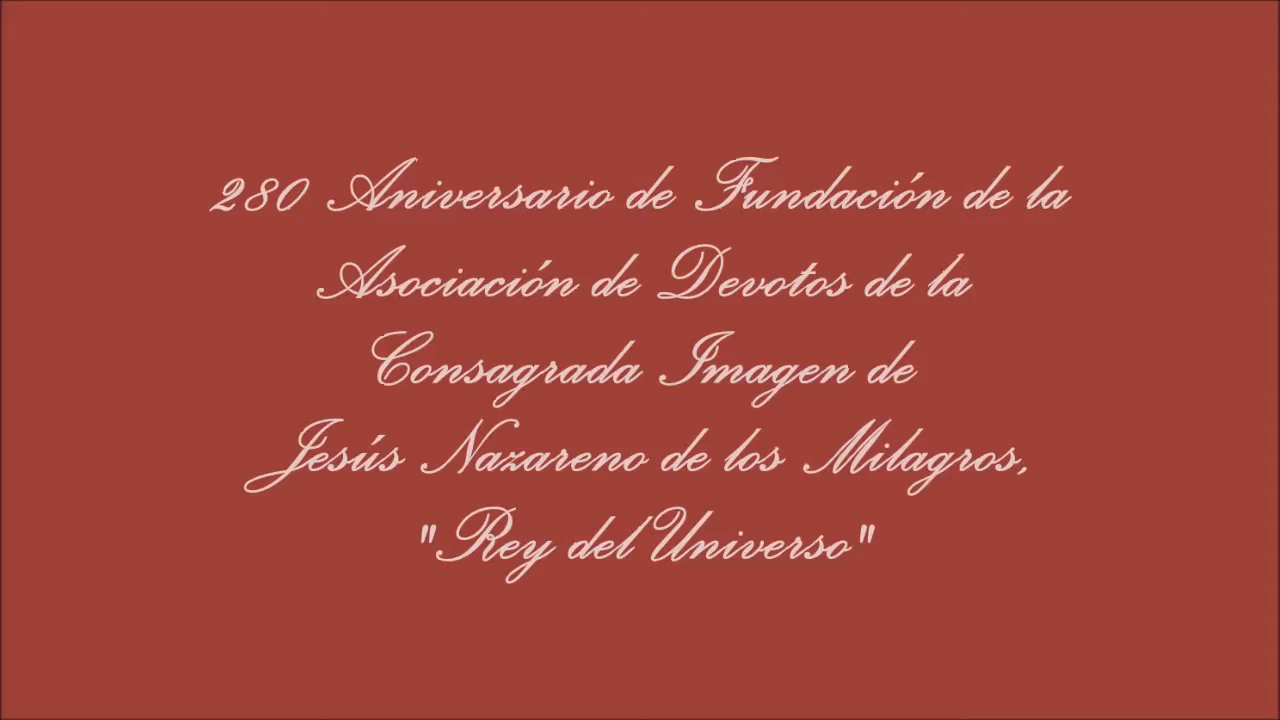 280 Aniversario de Fundación de la
Asociación de Devotos de la
Consagrada Imagen de
Jesús Nazareno de los Milagros,
"Rey del Universo"